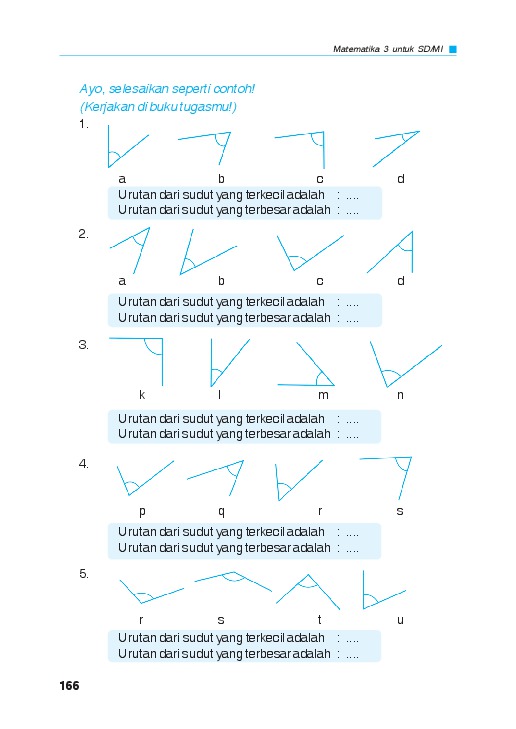 Matematika 3 untuk SD/MI
Ayo, selesaikan seperti contoh!
(Kerjakan di buku tugasmu!)
1.
a b c d
Urutan dari sudut yang terkecil adalah : ....
Urutan dari sudut yang terbesar adalah : ....
2.
a b c d
Urutan dari sudut yang terkecil adalah : ....
Urutan dari sudut yang terbesar adalah : ....
3.
k l m n
Urutan dari sudut yang terkecil adalah : ....
Urutan dari sudut yang terbesar adalah : ....
4.
p q r s
Urutan dari sudut yang terkecil adalah : ....
Urutan dari sudut yang terbesar adalah : ....
5.
r s t u
Urutan dari sudut yang terkecil adalah : ....
Urutan dari sudut yang terbesar adalah : ....
166